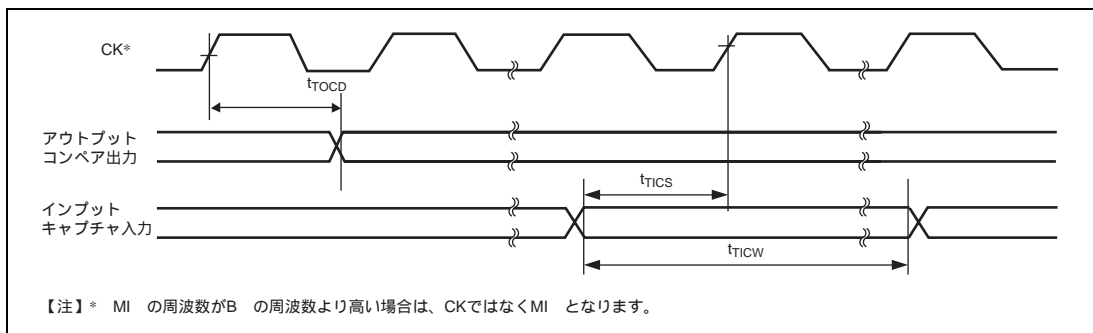 CK*
tTOCD
アウトプット
コンペア出力
tTICS
インプット
キャプチャ入力
tTICW
【注】* MI の周波数がB の周波数より高い場合は、CKではなくMI となります。